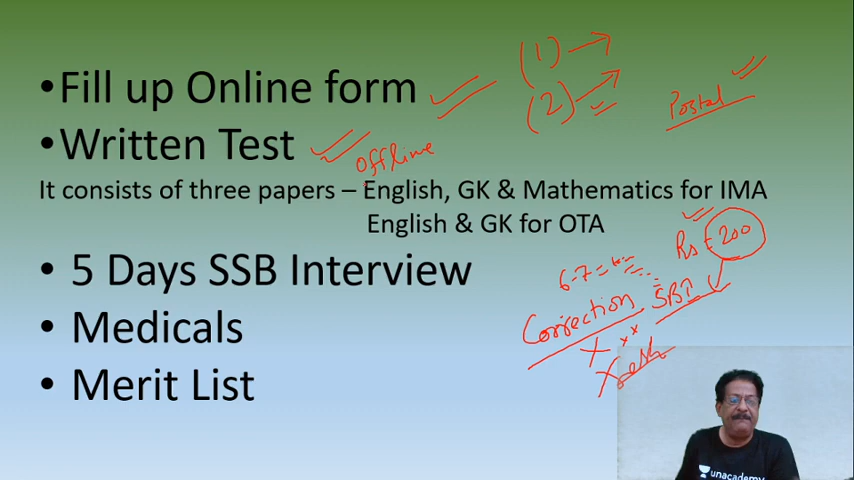 •Fill up Online form
(1)
(2)
Postal
•Written Test
offline
It consists of three papers – English, GK & Mathematics for IMA
English & GK for OTA
Rs - 200
• 5 Days SSB Interview
6-7 =
SBI
Correction
• Medicals
x x x
• Merit List
unacademy